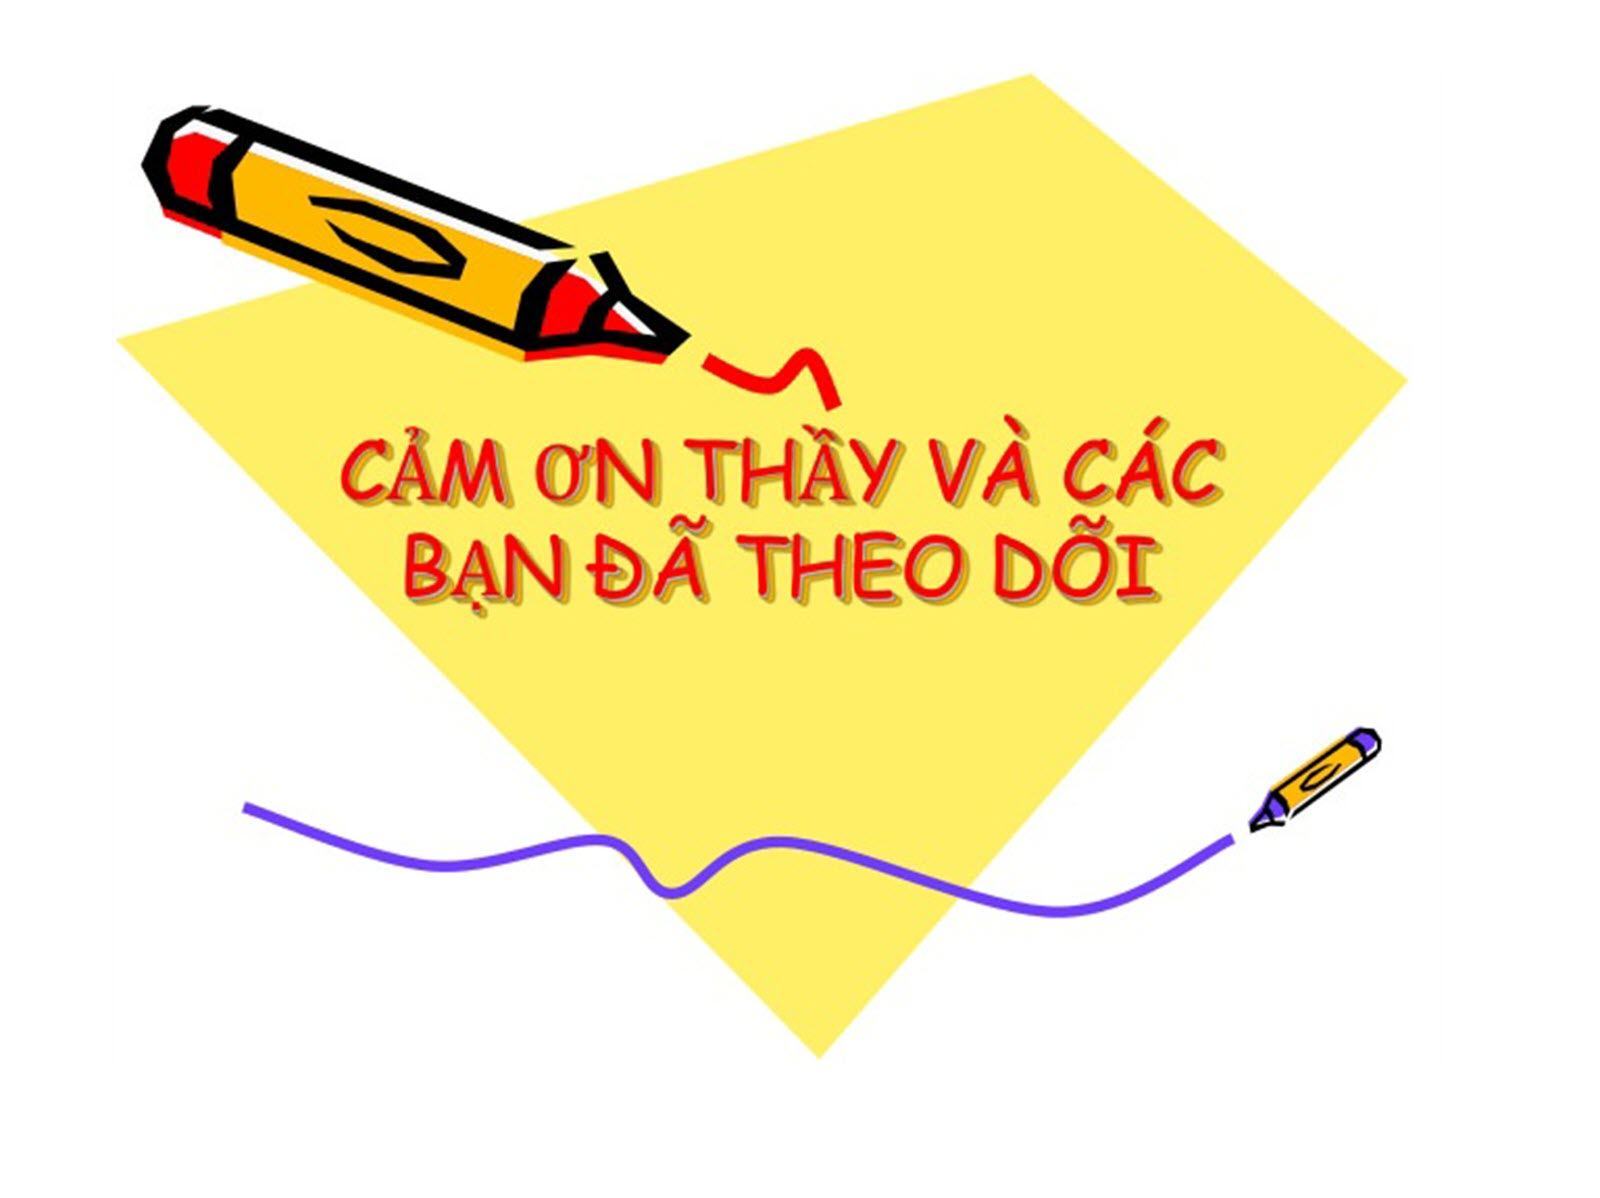 CẢM ƠN THẦY VÀ CÁC
BẠN ĐÃ THEO DÕI